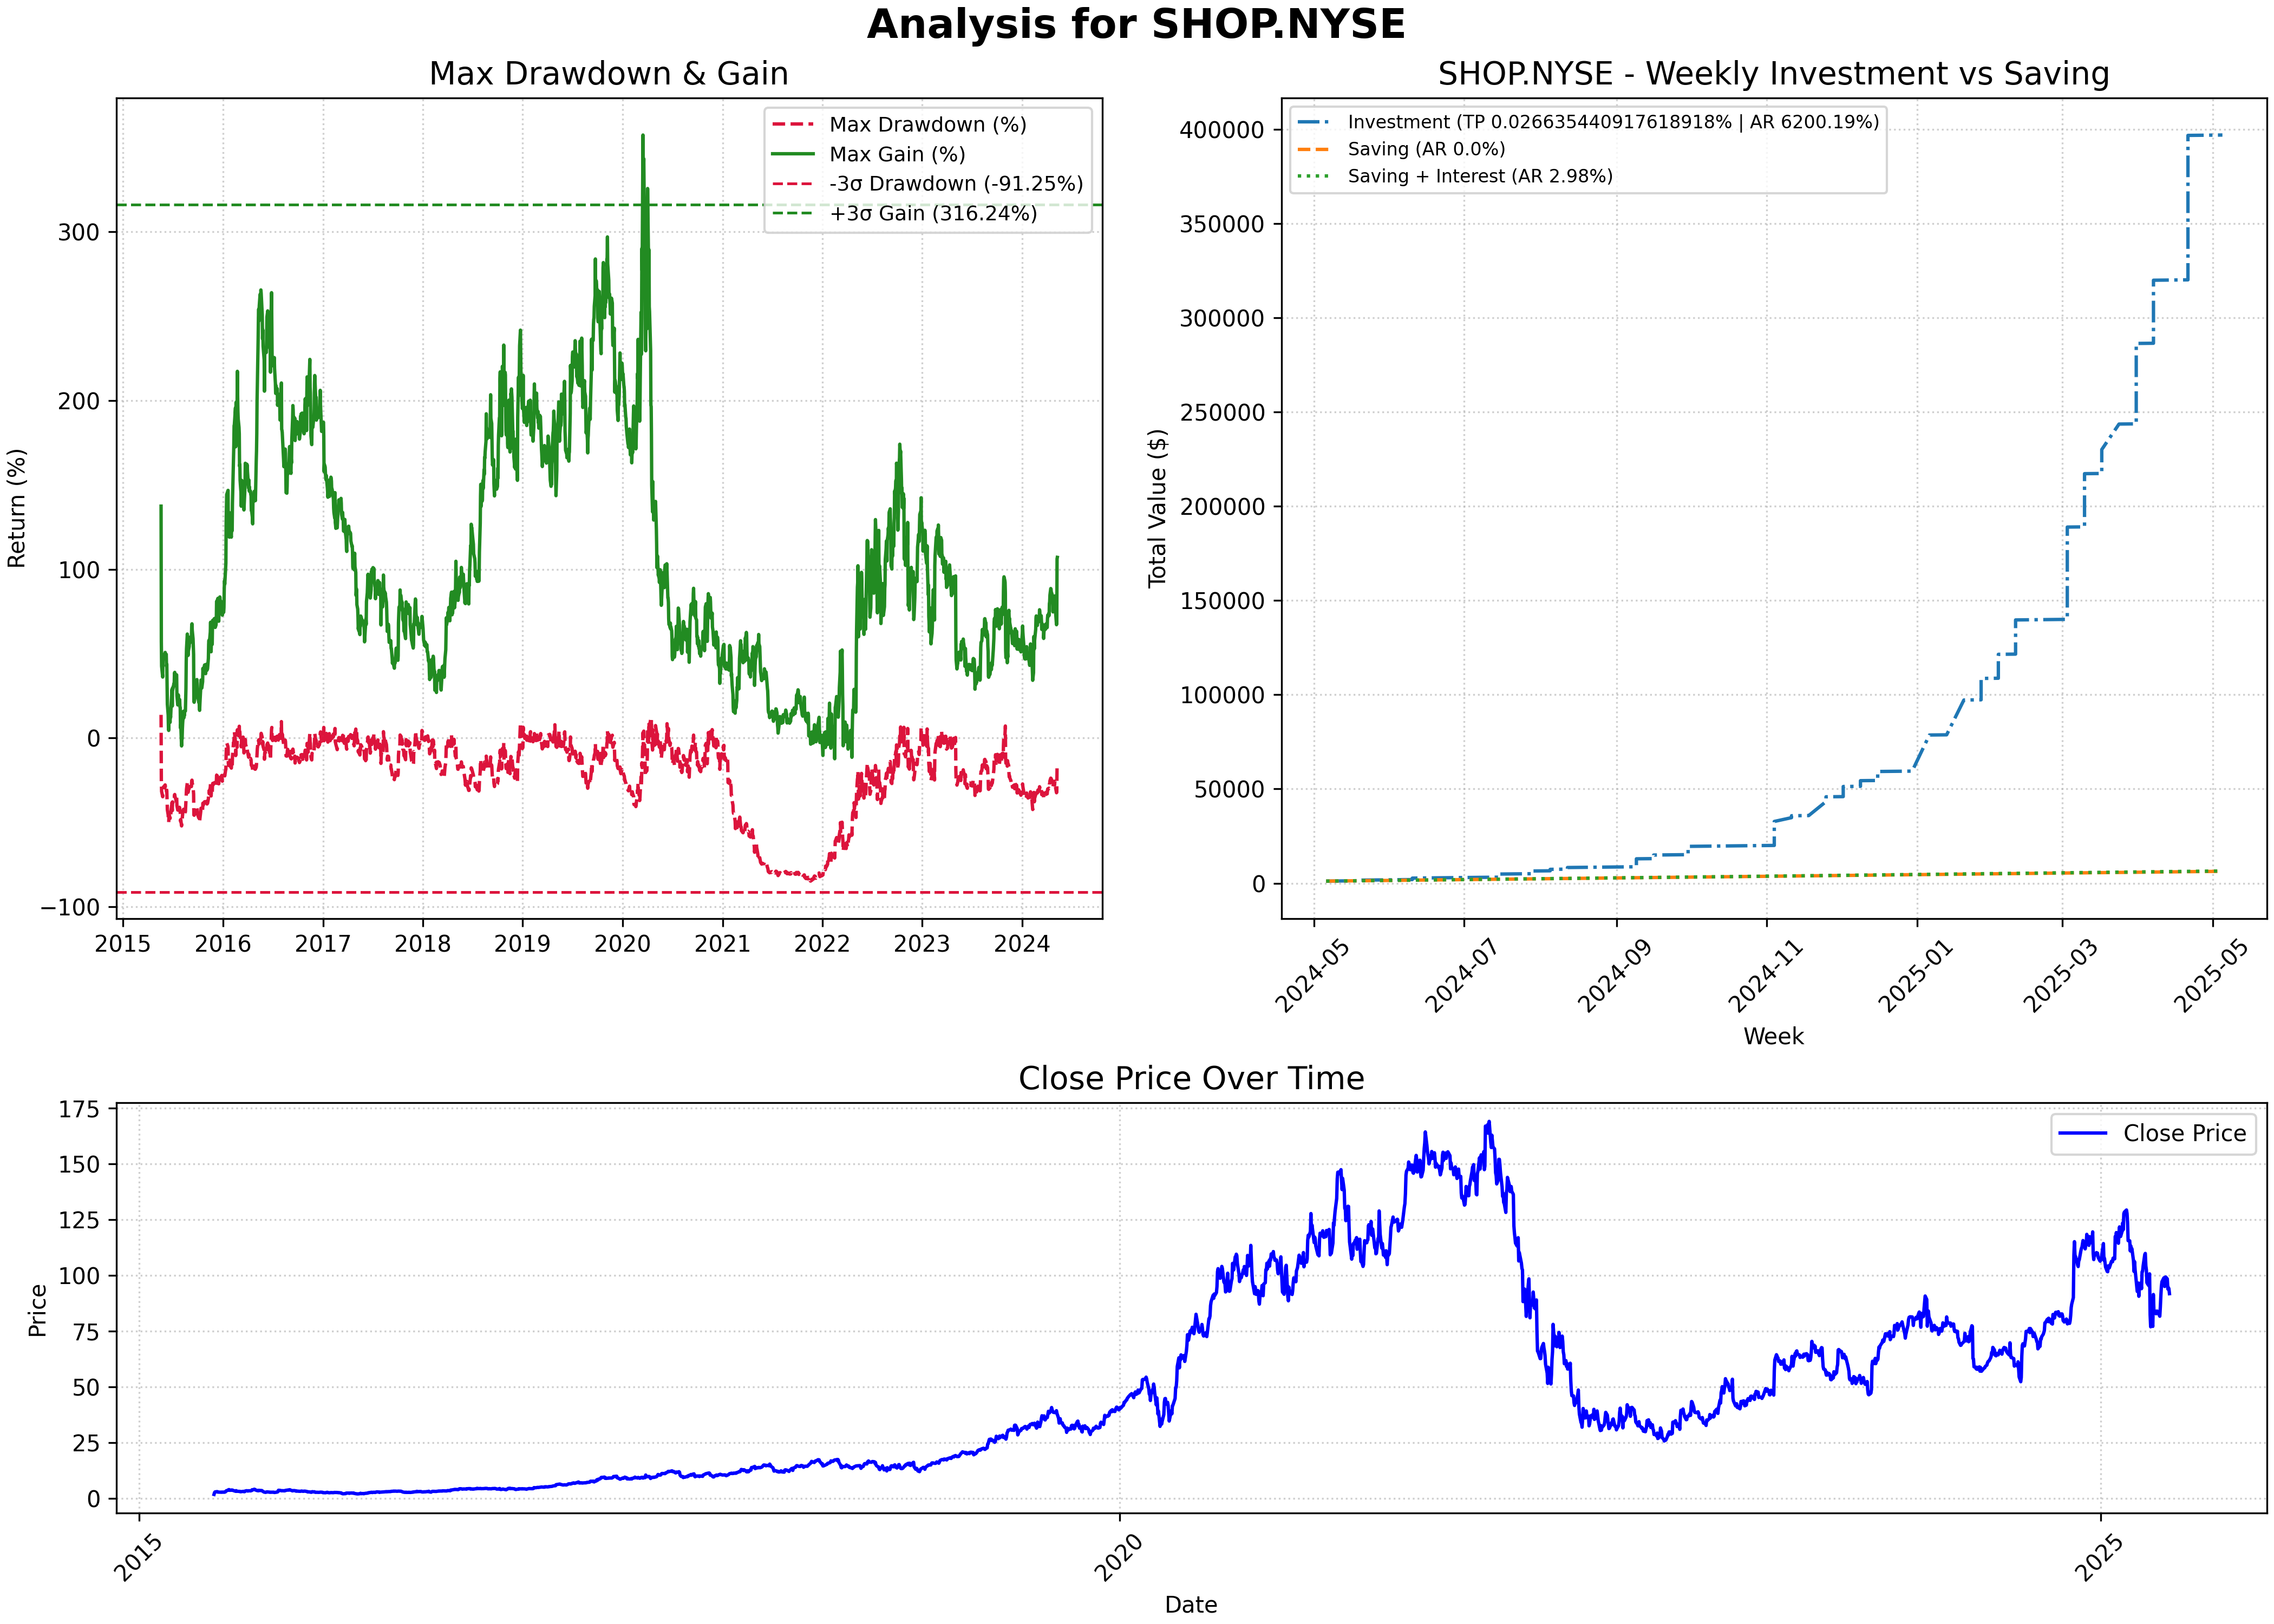 Analysis for SHOP.NYSE
Max Drawdown & Gain
Return (%)
300
200
100
0
−100
2015 2016 2017 2018 2019 2020 2021 2022 2023 2024
Max Drawdown (%)
Max Gain (%)
-3σ Drawdown (-91.25%)
+3σ Gain (316.24%)
SHOP.NYSE - Weekly Investment vs Saving
Total Value ($)
400000
350000
300000
250000
200000
150000
100000
50000
0
Investment (TP 0.026635440917618918% | AR 6200.19%)
Saving (AR 0.0%)
Saving + Interest (AR 2.98%)
2024-05 2024-07 2024-09 2024-11 2025-01 2025-03 2025-05
Week
Close Price Over Time
Price
175
150
125
100
75
50
25
0
Close Price
2015 2020 2025
Date